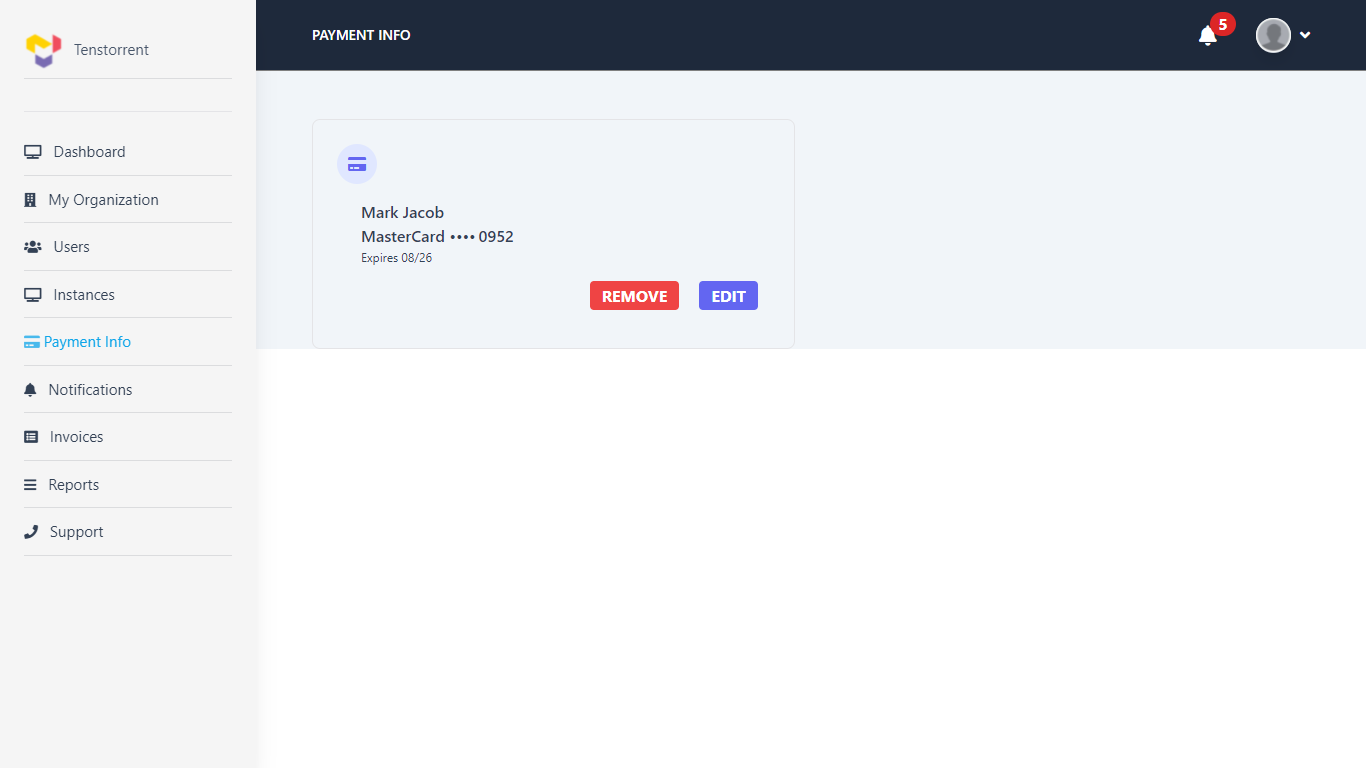 Tenstorrent
Dashboard
My Organization
Users
Instances
Payment Info
Notifications
Invoices
Reports
Support
PAYMENT INFO
5
Mark Jacob
MasterCard •••• 0952
Expires 08/26
REMOVE EDIT